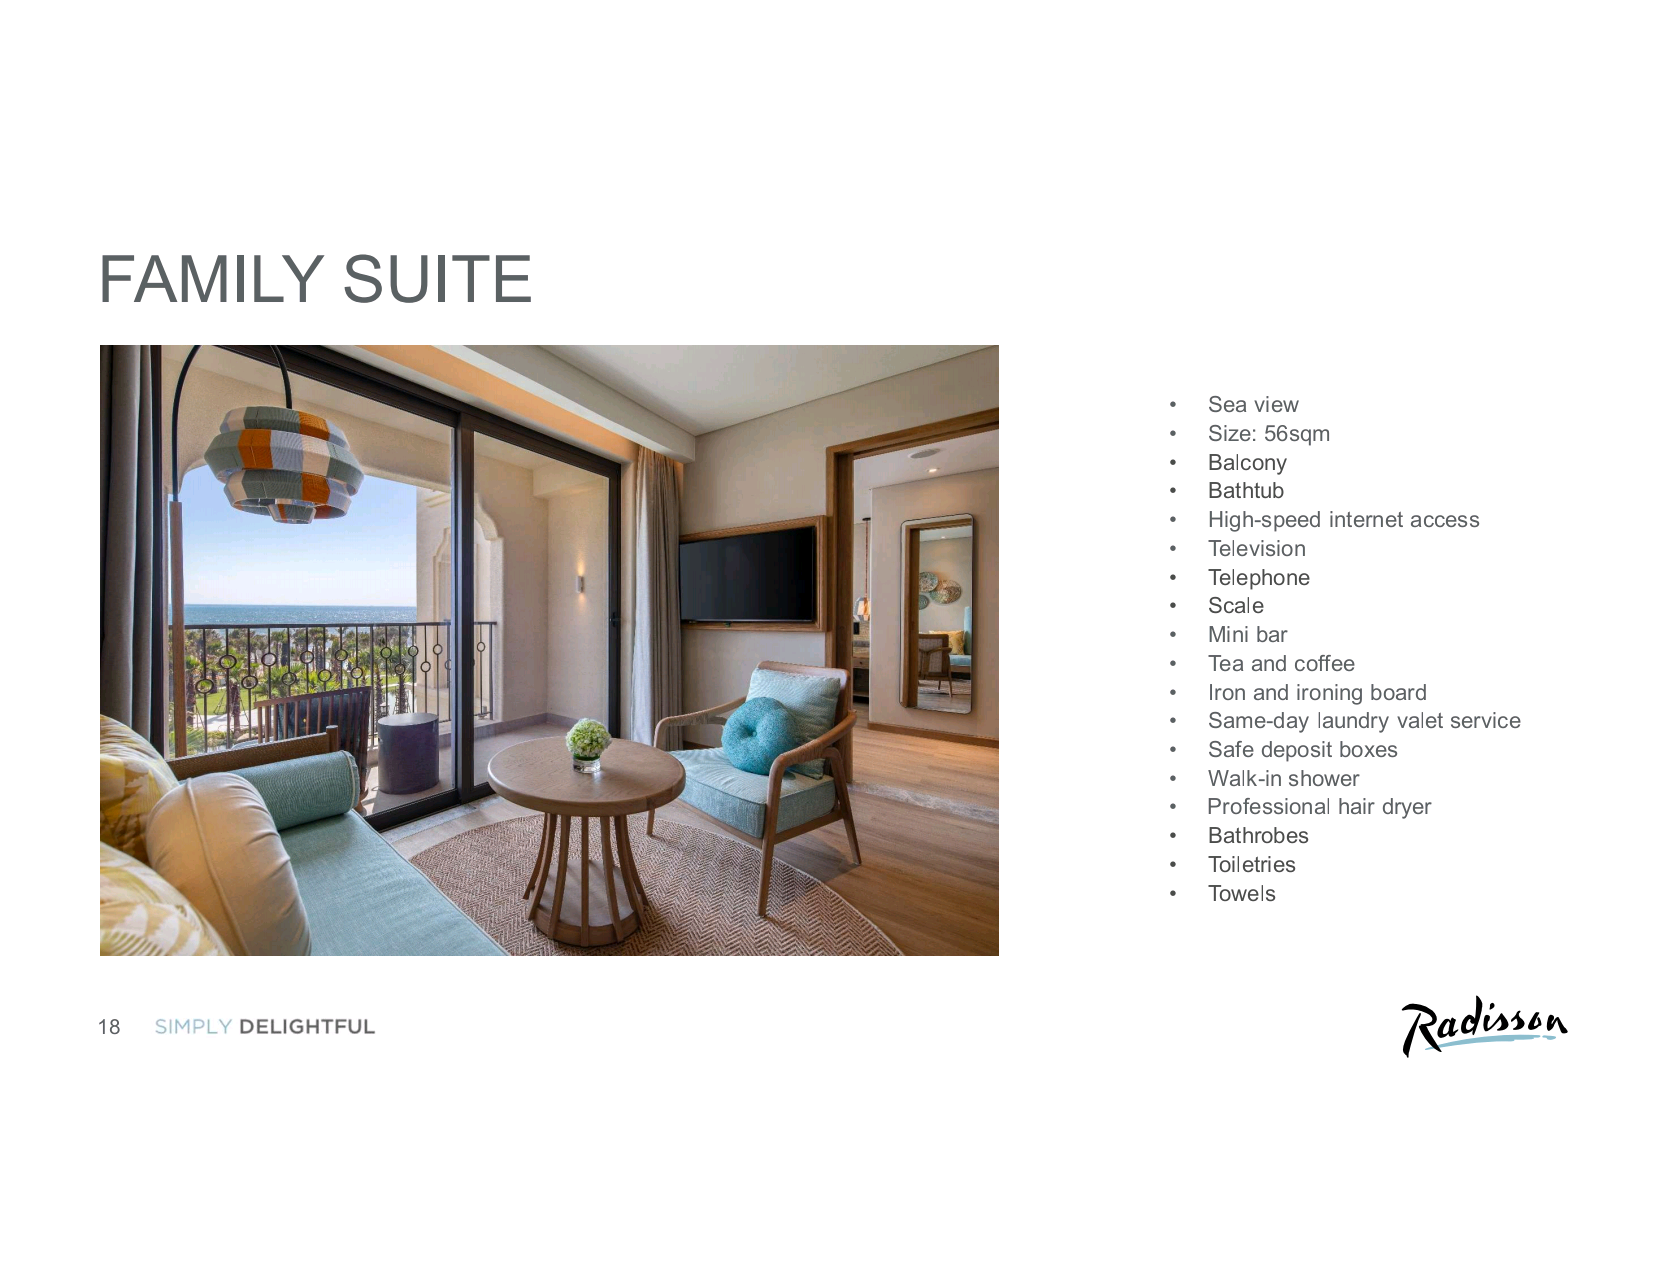 FAMILY SUITE
• Sea view
• Size: 56sqm
• Balcony
• Bathtub
• High-speed internet access
• Television
• Telephone
• Scale
• Mini bar
• Tea and coffee
• Iron and ironing board
• Same-day laundry valet service
• Safe deposit boxes
• Walk-in shower
• Professional hair dryer
• Bathrobes
• Toiletries
• Towels
18 SIMPLY DELIGHTFUL
Radisson